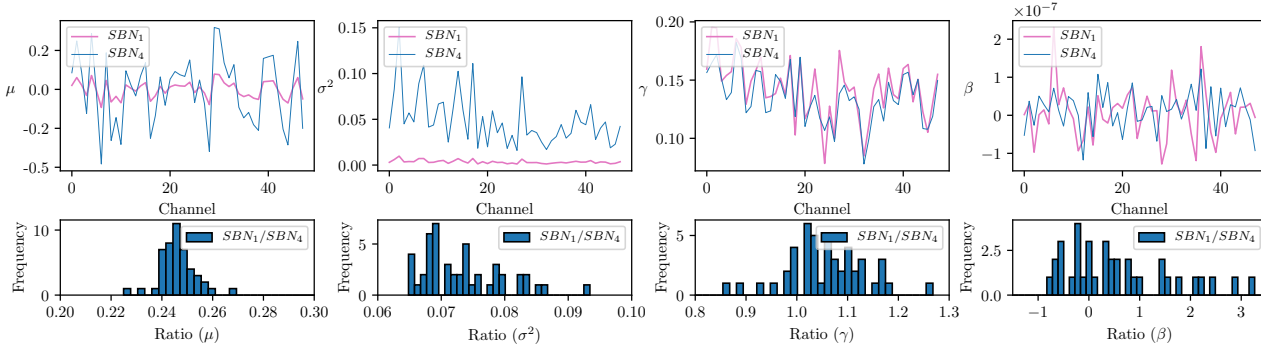 SBN₁
SBN₄
0.2
0.0
-0.2
-0.5
μ
0
20
40
Channel
SBN₁
SBN₄
0.15
0.10
0.05
0.00
σ²
0
20
40
Channel
SBN₁
SBN₄
0.20
0.15
0.10
γ
0
20
40
Channel
×10⁻⁷
SBN₁
SBN₄
2
1
0
−1
β
0
20
40
Channel
SBN₁/SBN₄
Frequency
10
0
0.20
0.22
0.24
0.26
0.28
0.30
Ratio (μ)
SBN₁/SBN₄
Frequency
5
0
0.06
0.07
0.08
0.09
0.10
Ratio (σ²)
SBN₁/SBN₄
Frequency
5
0
0.8
0.9
1.0
1.1
1.2
1.3
Ratio (γ)
SBN₁/SBN₄
Frequency
2.5
0.0
−1
0
1
2
3
Ratio (β)